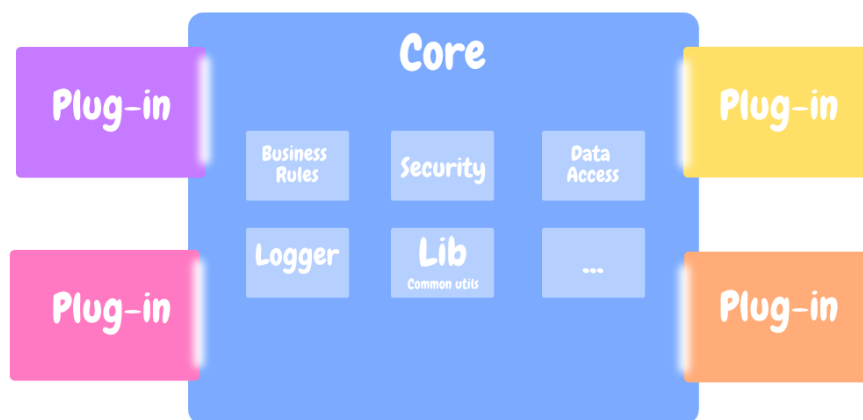 Core
Plug-in
Plug-in
Business
Rules
Security
Data
Access
Logger
Lib
Common utils
...
Plug-in
Plug-in